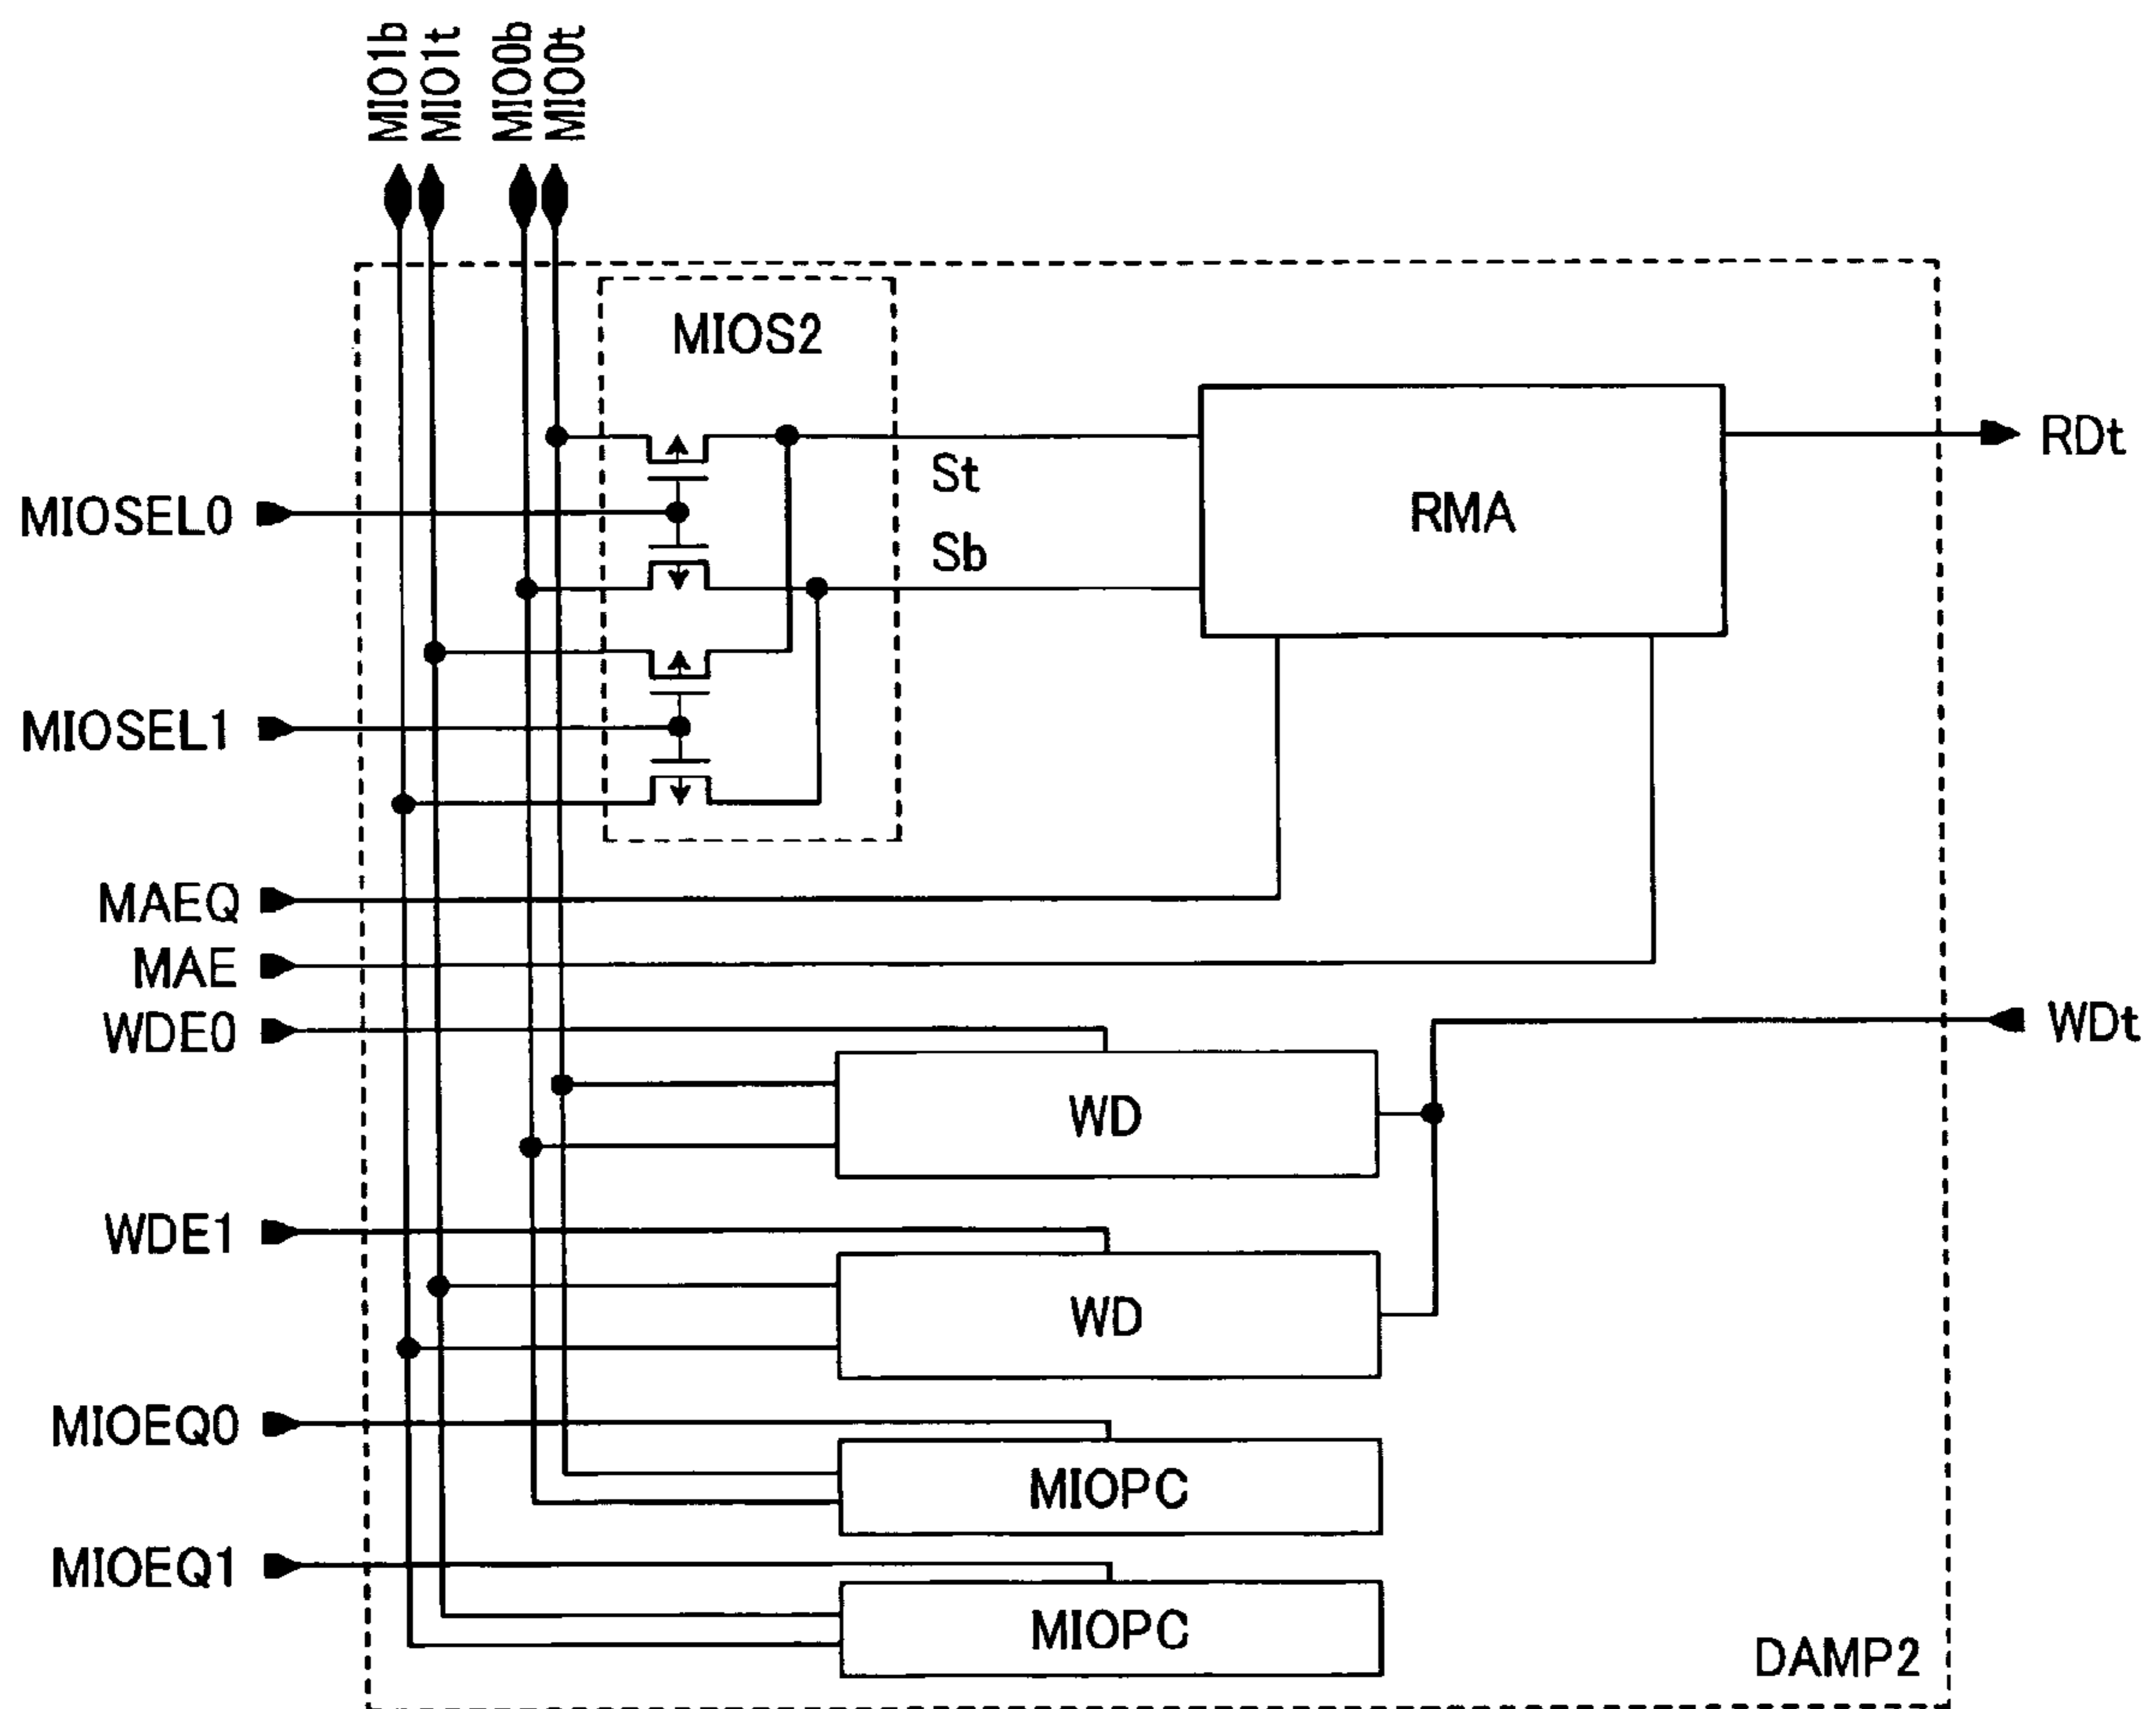 MIO1b
MIO1t
MIO0b
MIO0t
MIOS2
RDt
St
MIOSEL0
RMA
Sb
MIOSEL1
MAEQ
MAE
WDE0
WDt
WD
WDE1
WD
MIOEQ0
MIOPC
MIOEQ1
MIOPC
DAMP2